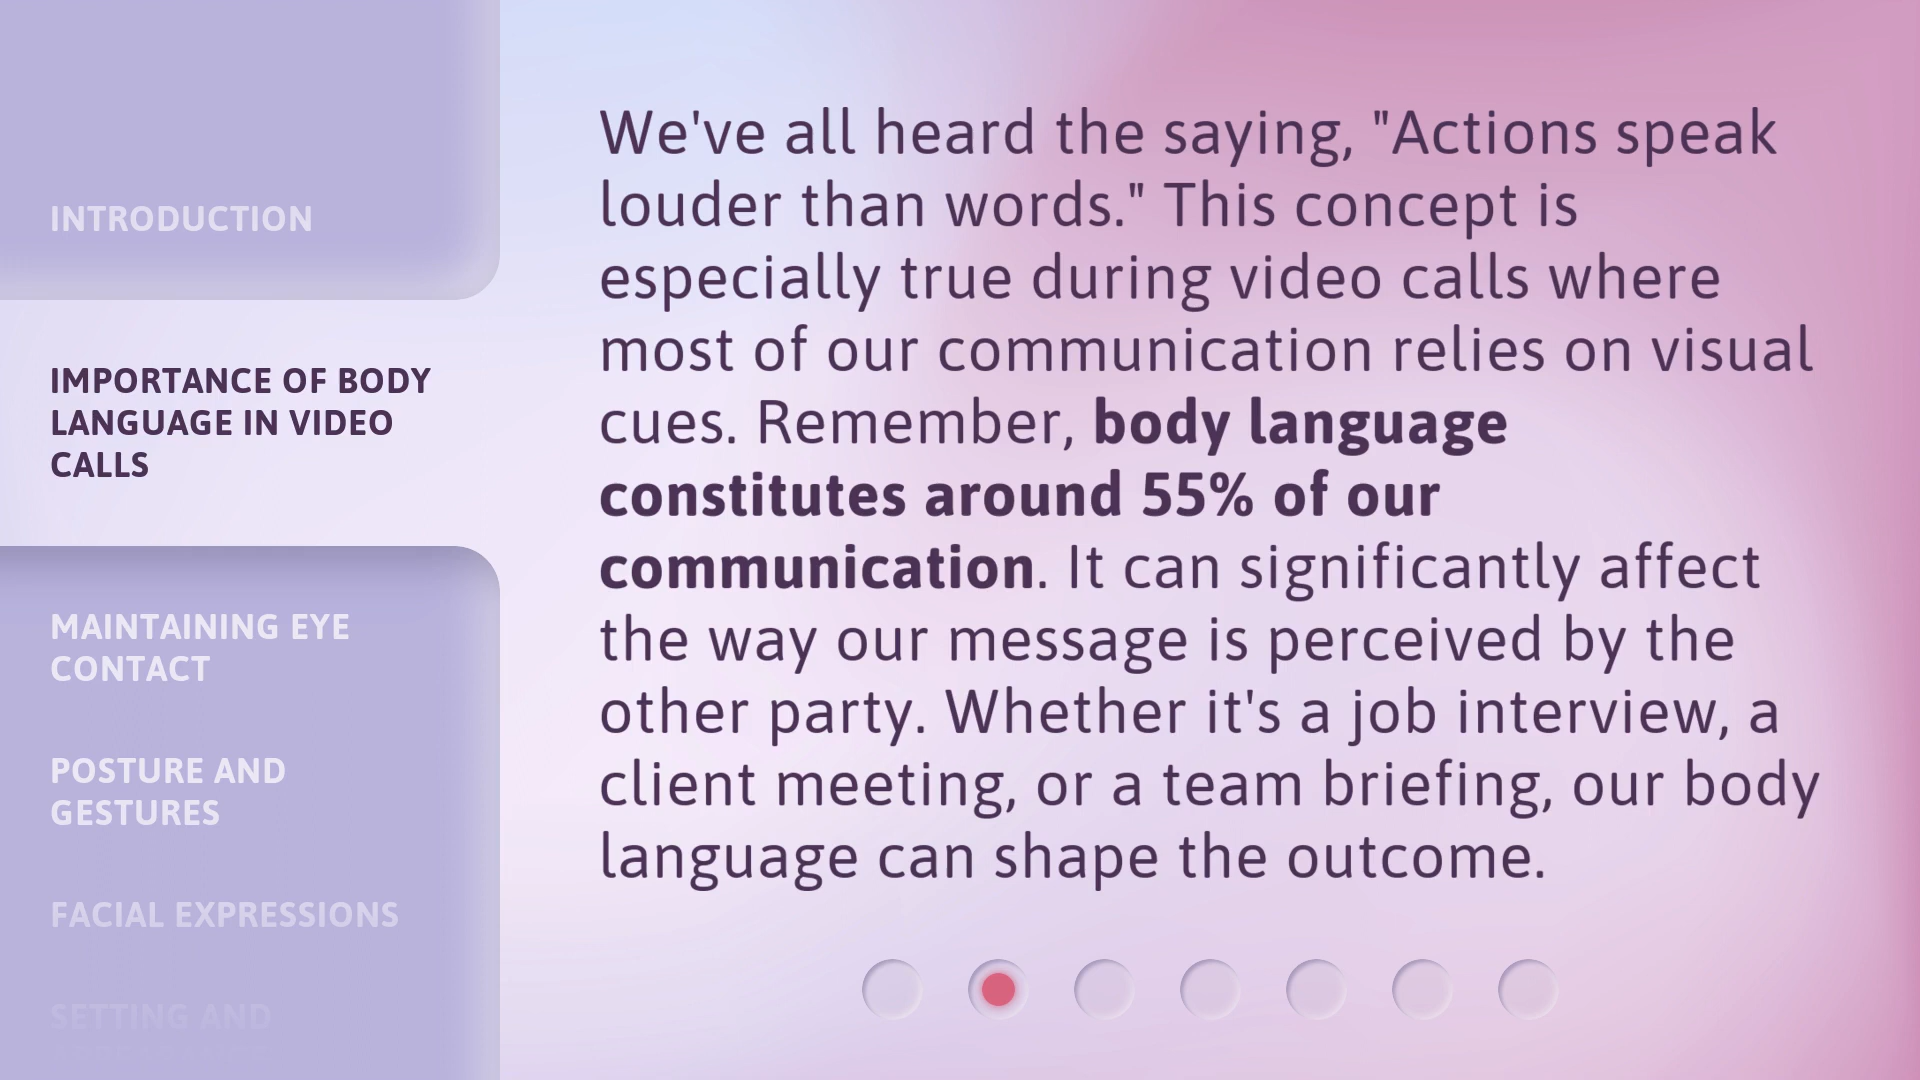 INTRODUCTION
IMPORTANCE OF BODY
LANGUAGE IN VIDEO
CALLS
MAINTAINING EYE
CONTACT
POSTURE AND
GESTURES
FACIAL EXPRESSIONS
SETTING AND
We've all heard the saying, "Actions speak
louder than words." This concept is
especially true during video calls where
most of our communication relies on visual
cues. Remember, body language
constitutes around 55% of our
communication. It can significantly affect
the way our message is perceived by the
other party. Whether it's a job interview, a
client meeting, or a team briefing, our body
language can shape the outcome.